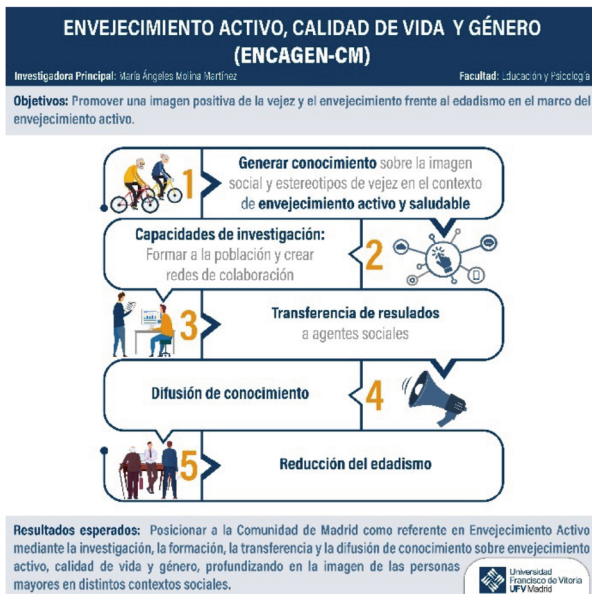 ENVEJECIMIENTO ACTIVO, CALIDAD DE VIDA Y GÉNERO
(ENCAGEN-CM)
Investigadora Principal: María Ángeles Molina Martínez
Facultad: Educación y Psicología
Objetivos: Promover una imagen positiva de la vejez y el envejecimiento frente al edadismo en el marco del
envejecimiento activo.
1
Generar conocimiento sobre la imagen
social y estereotipos de vejez en el contexto
de envejecimiento activo y saludable
Capacidades de investigación:
Formar a la población y crear
redes de colaboración
2
3
Transferencia de resulados
a agentes sociales
Difusión de conocimiento
4
5
Reducción del edadismo
Resultados esperados: Posicionar a la Comunidad de Madrid como referente en Envejecimiento Activo
mediante la investigación, la formación, la transferencia y la difusión de conocimiento sobre envejecimiento
activo, calidad de vida y género, profundizando en la imagen de las personas
mayores en distintos contextos sociales.
Universidad
Francisco de Vitoria
UFV Madrid